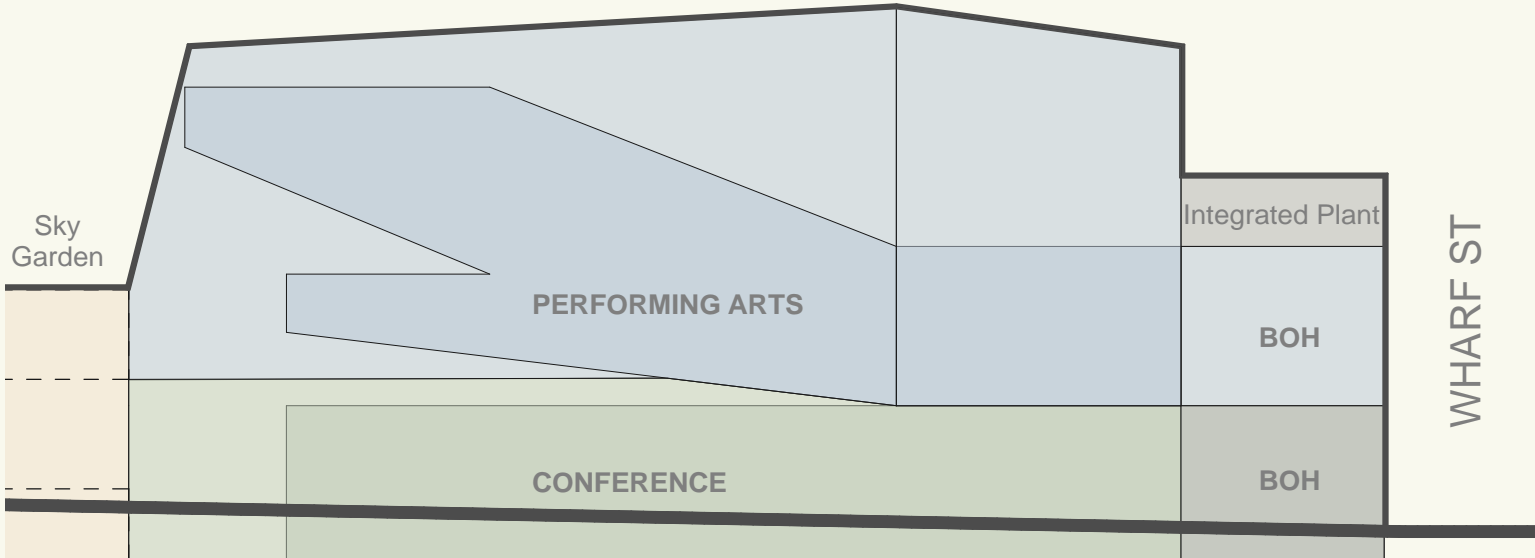 Sky
Garden
Integrated Plant
PERFORMING ARTS
BOH
WHARF ST
CONFERENCE
BOH